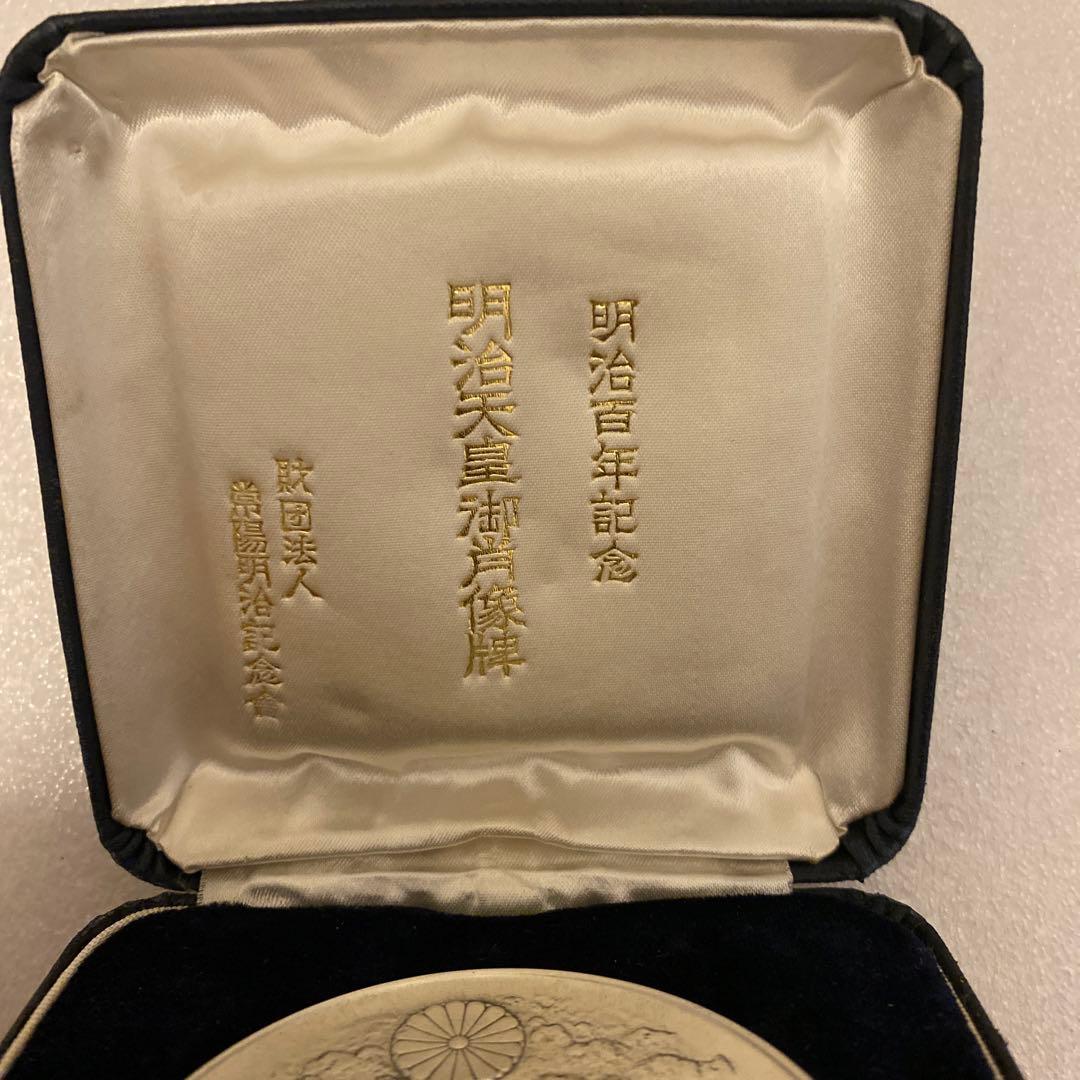 明治百年記念
明治天皇御肖像牌
財団法人
常陽明治記念会